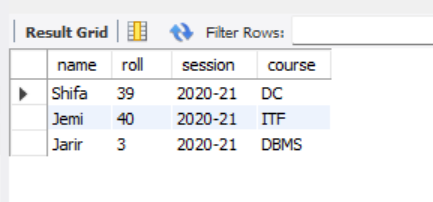 Result Grid Filter Rows:
name roll session course
Shifa 39 2020-21 DC
Jemi 40 2020-21 ITF
Jarir 3 2020-21 DBMS